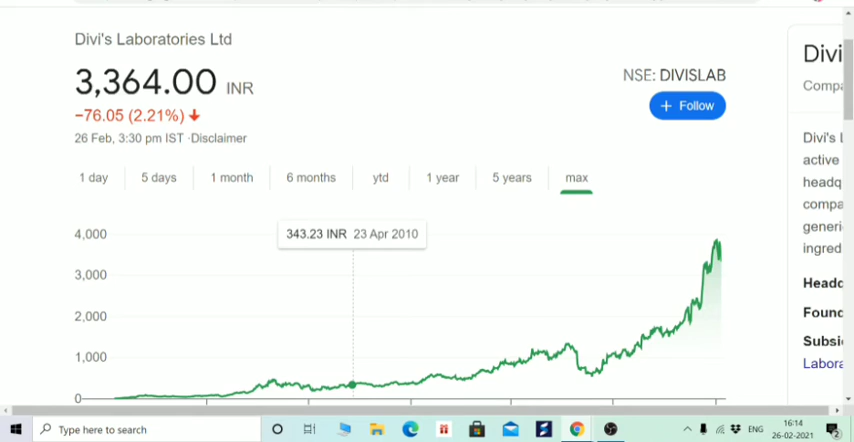 Divi's Laboratories Ltd
3,364.00 INR
−76.05 (2.21%)
26 Feb, 3:30 pm IST ·Disclaimer
NSE: DIVISLAB
+ Follow
1 day
5 days
1 month
6 months
ytd
1 year
5 years
max
343.23 INR 23 Apr 2010
4,000
3,000
2,000
1,000
0
Divi
Compa
Divi's l
active
headq
compa
generi
ingred
Headq
Found
Subsi
Labora
Type here to search
ENG
16:14
26-02-2021
2